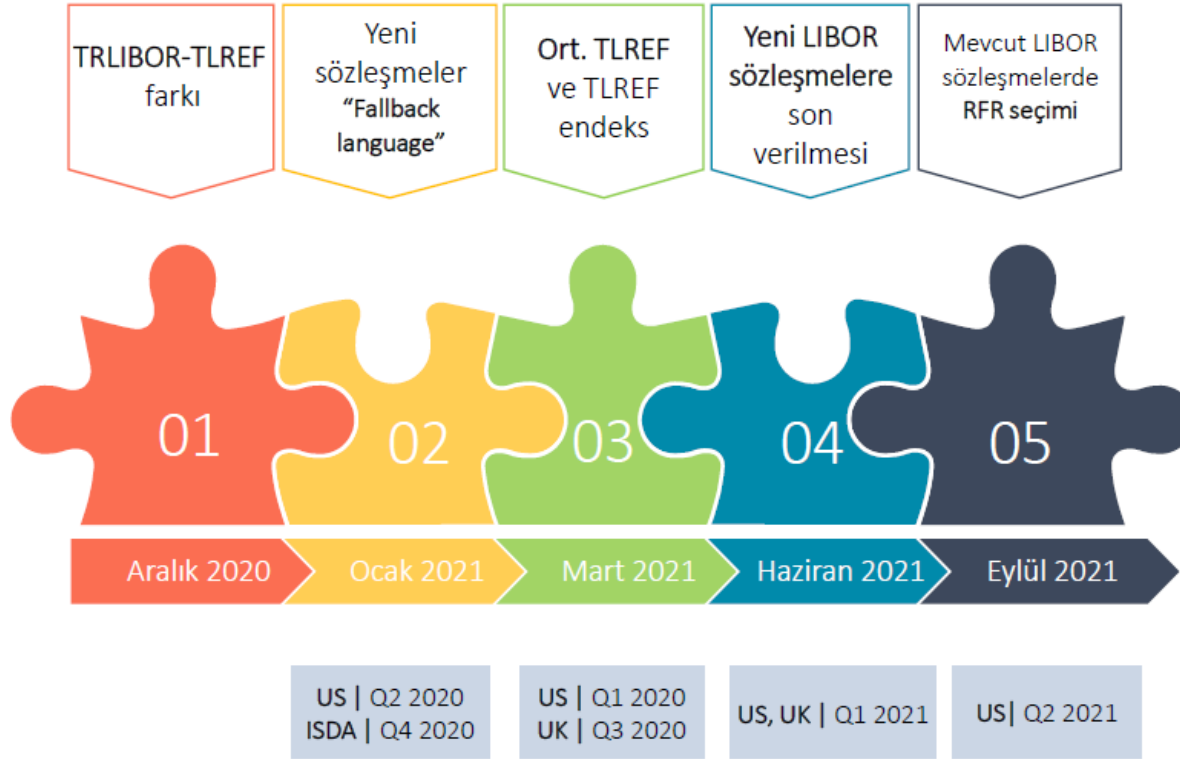 TRLIBOR-TLREF
farkı
Yeni
sözleşmeler
“Fallback
language”
Ort. TLREF
ve TLREF
endeks
Yeni LIBOR
sözleşmelere
son
verilmesi
Mevcut LIBOR
sözleşmelerde
RFR seçimi
01
02
03
04
05
Aralık 2020
Ocak 2021
Mart 2021
Haziran 2021
Eylül 2021
US | Q2 2020
ISDA | Q4 2020
US | Q1 2020
UK | Q3 2020
US, UK | Q1 2021
US| Q2 2021